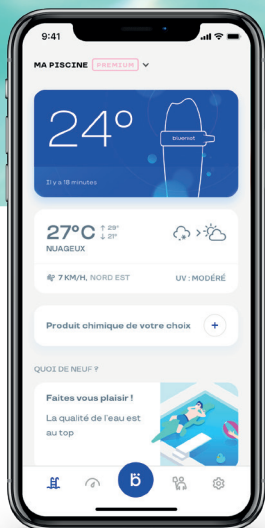 9:41
MA PISCINE PREMIUM
24°
blueriot
Il y a 18 minutes
27°C ↑ 29°
↓ 21°
NUAGEUX
7 KM/H, NORD EST UV : MODÉRÉ
Produit chimique de votre choix +
QUOI DE NEUF ?
Faites vous plaisir !
La qualité de l'eau est
au top
b